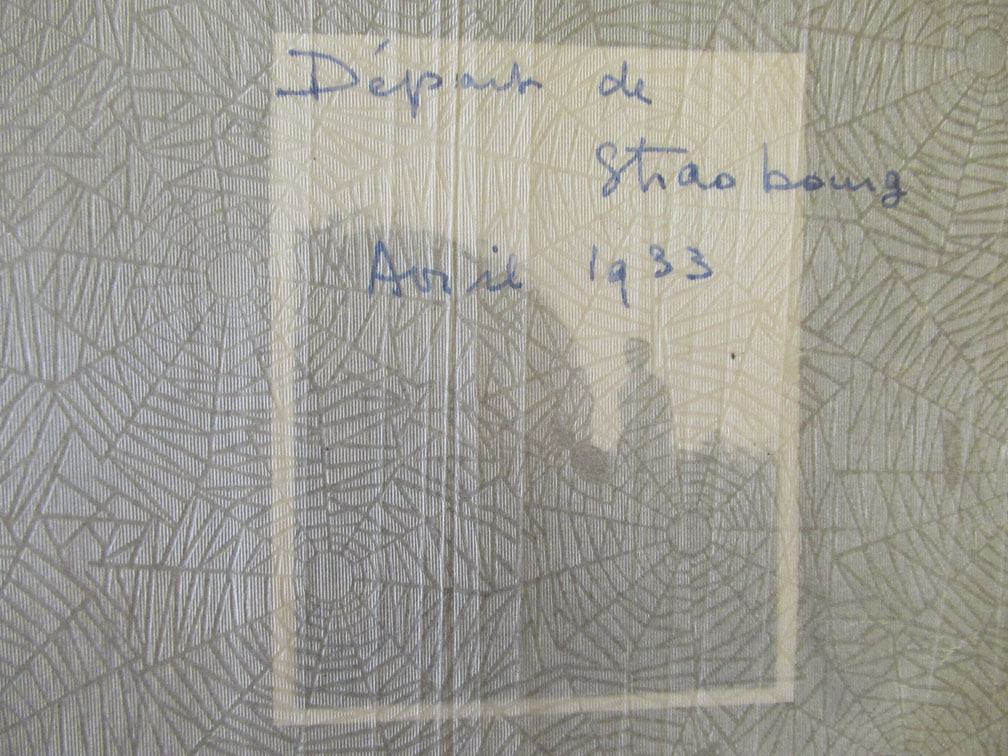 Départ de
Strasbourg
Avril 1933